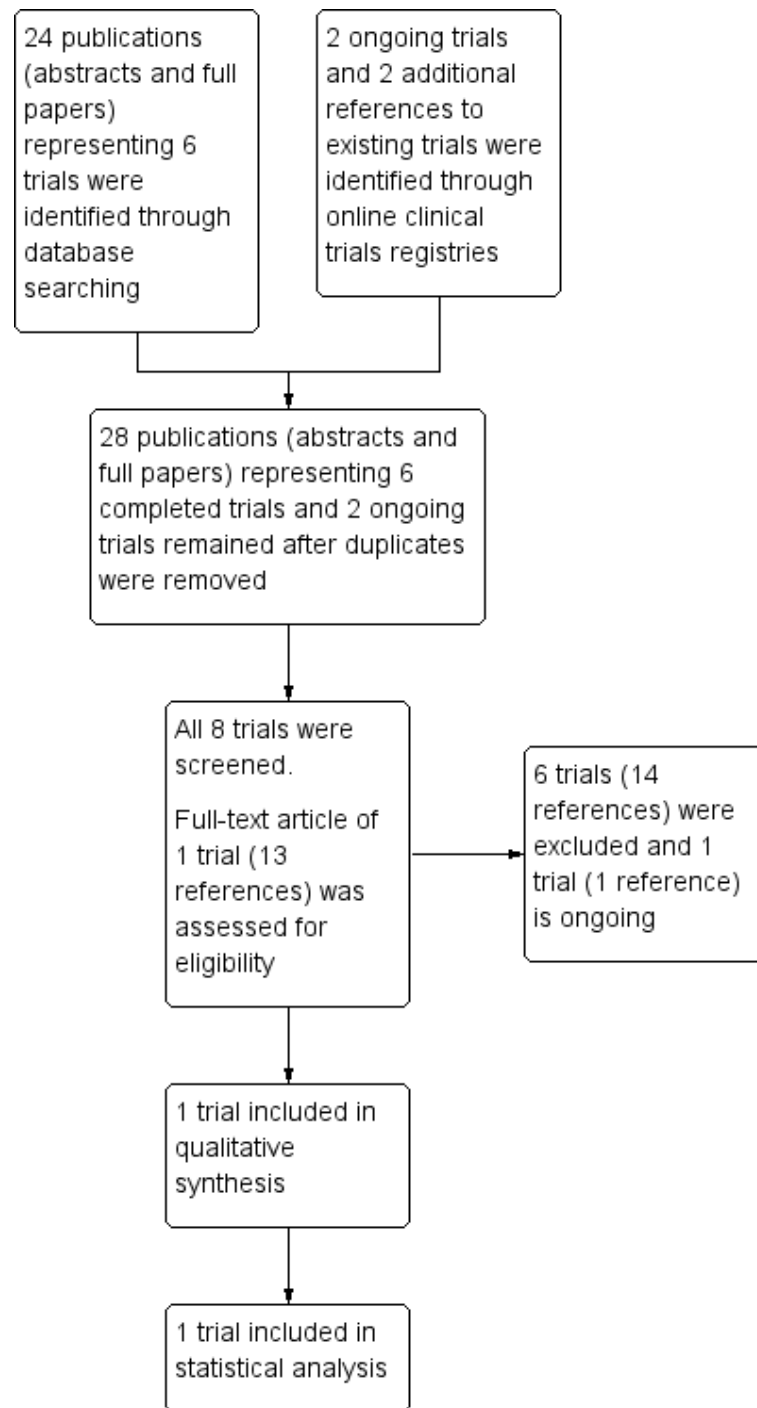 24 publications
(abstracts and full
papers)
representing 6
trials were
identified through
database
searching
2 ongoing trials
and 2 additional
references to
existing trials were
identified through
online clinical
trials registries
28 publications (abstracts and
full papers) representing 6
completed trials and 2 ongoing
trials remained after duplicates
were removed
All 8 trials were
screened.
Full-text article of
1 trial (13
references) was
assessed for
eligibility
6 trials (14
references) were
excluded and 1
trial (1 reference)
is ongoing
1 trial included in
qualitative
synthesis
1 trial included in
statistical analysis